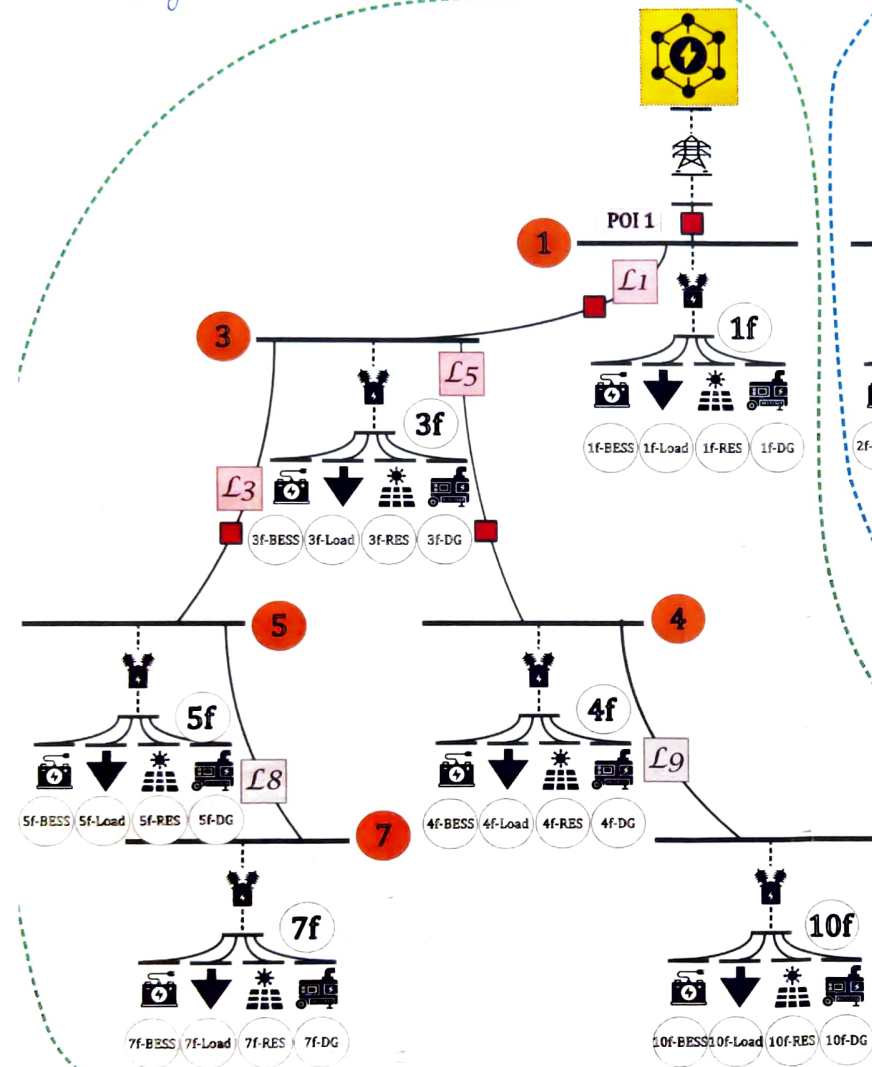 POI 1
1
L1
3
1f
L5
3f
1f-BESS 1f-Load 1f-RES 1f-DG
2f-
L3
3f-BESS 3f-Load 3f-RES 3f-DG
5
4
5f
4f
L9
L8
5f-BESS 5f-Load 5f-RES 5f-DG
4f-BESS 4f-Load 4f-RES 4f-DG
7
7f
10f
7f-BESS 7f-Load 7f-RES 7f-DG
10f-BESS 10f-Load 10f-RES 10f-DG